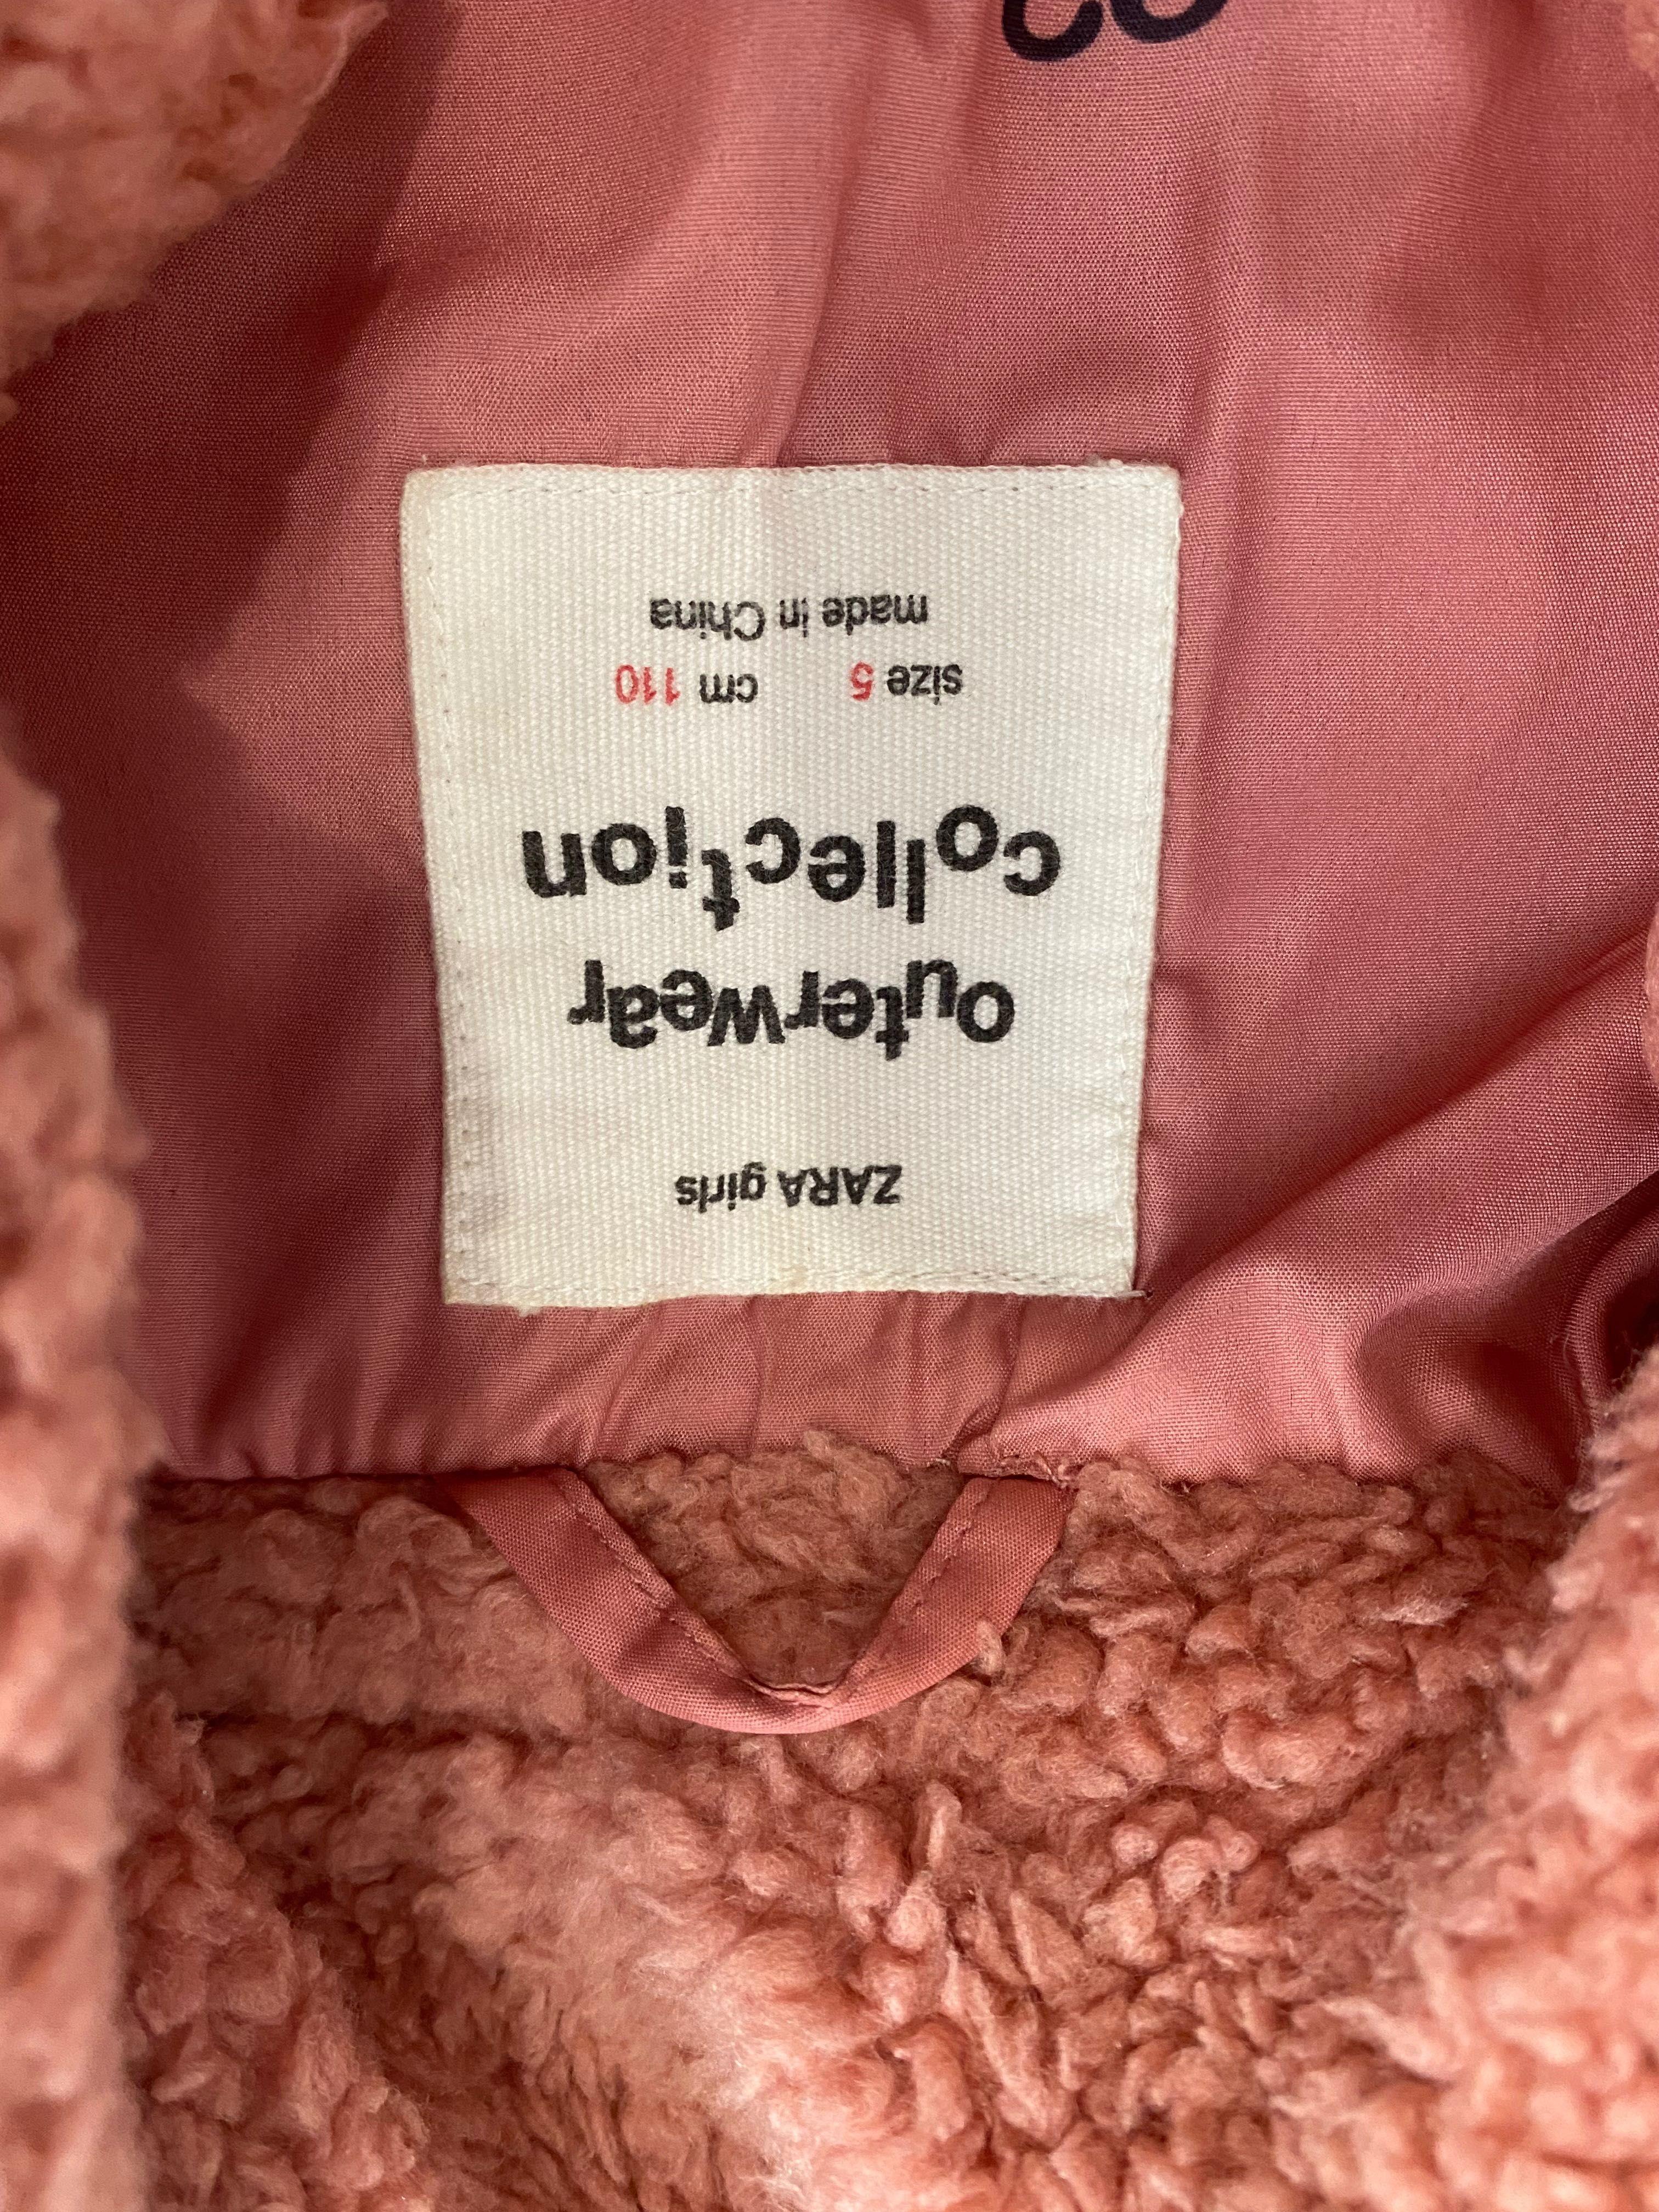 ZARA girls
outerwear
collection
size 5 cm 110
made in China